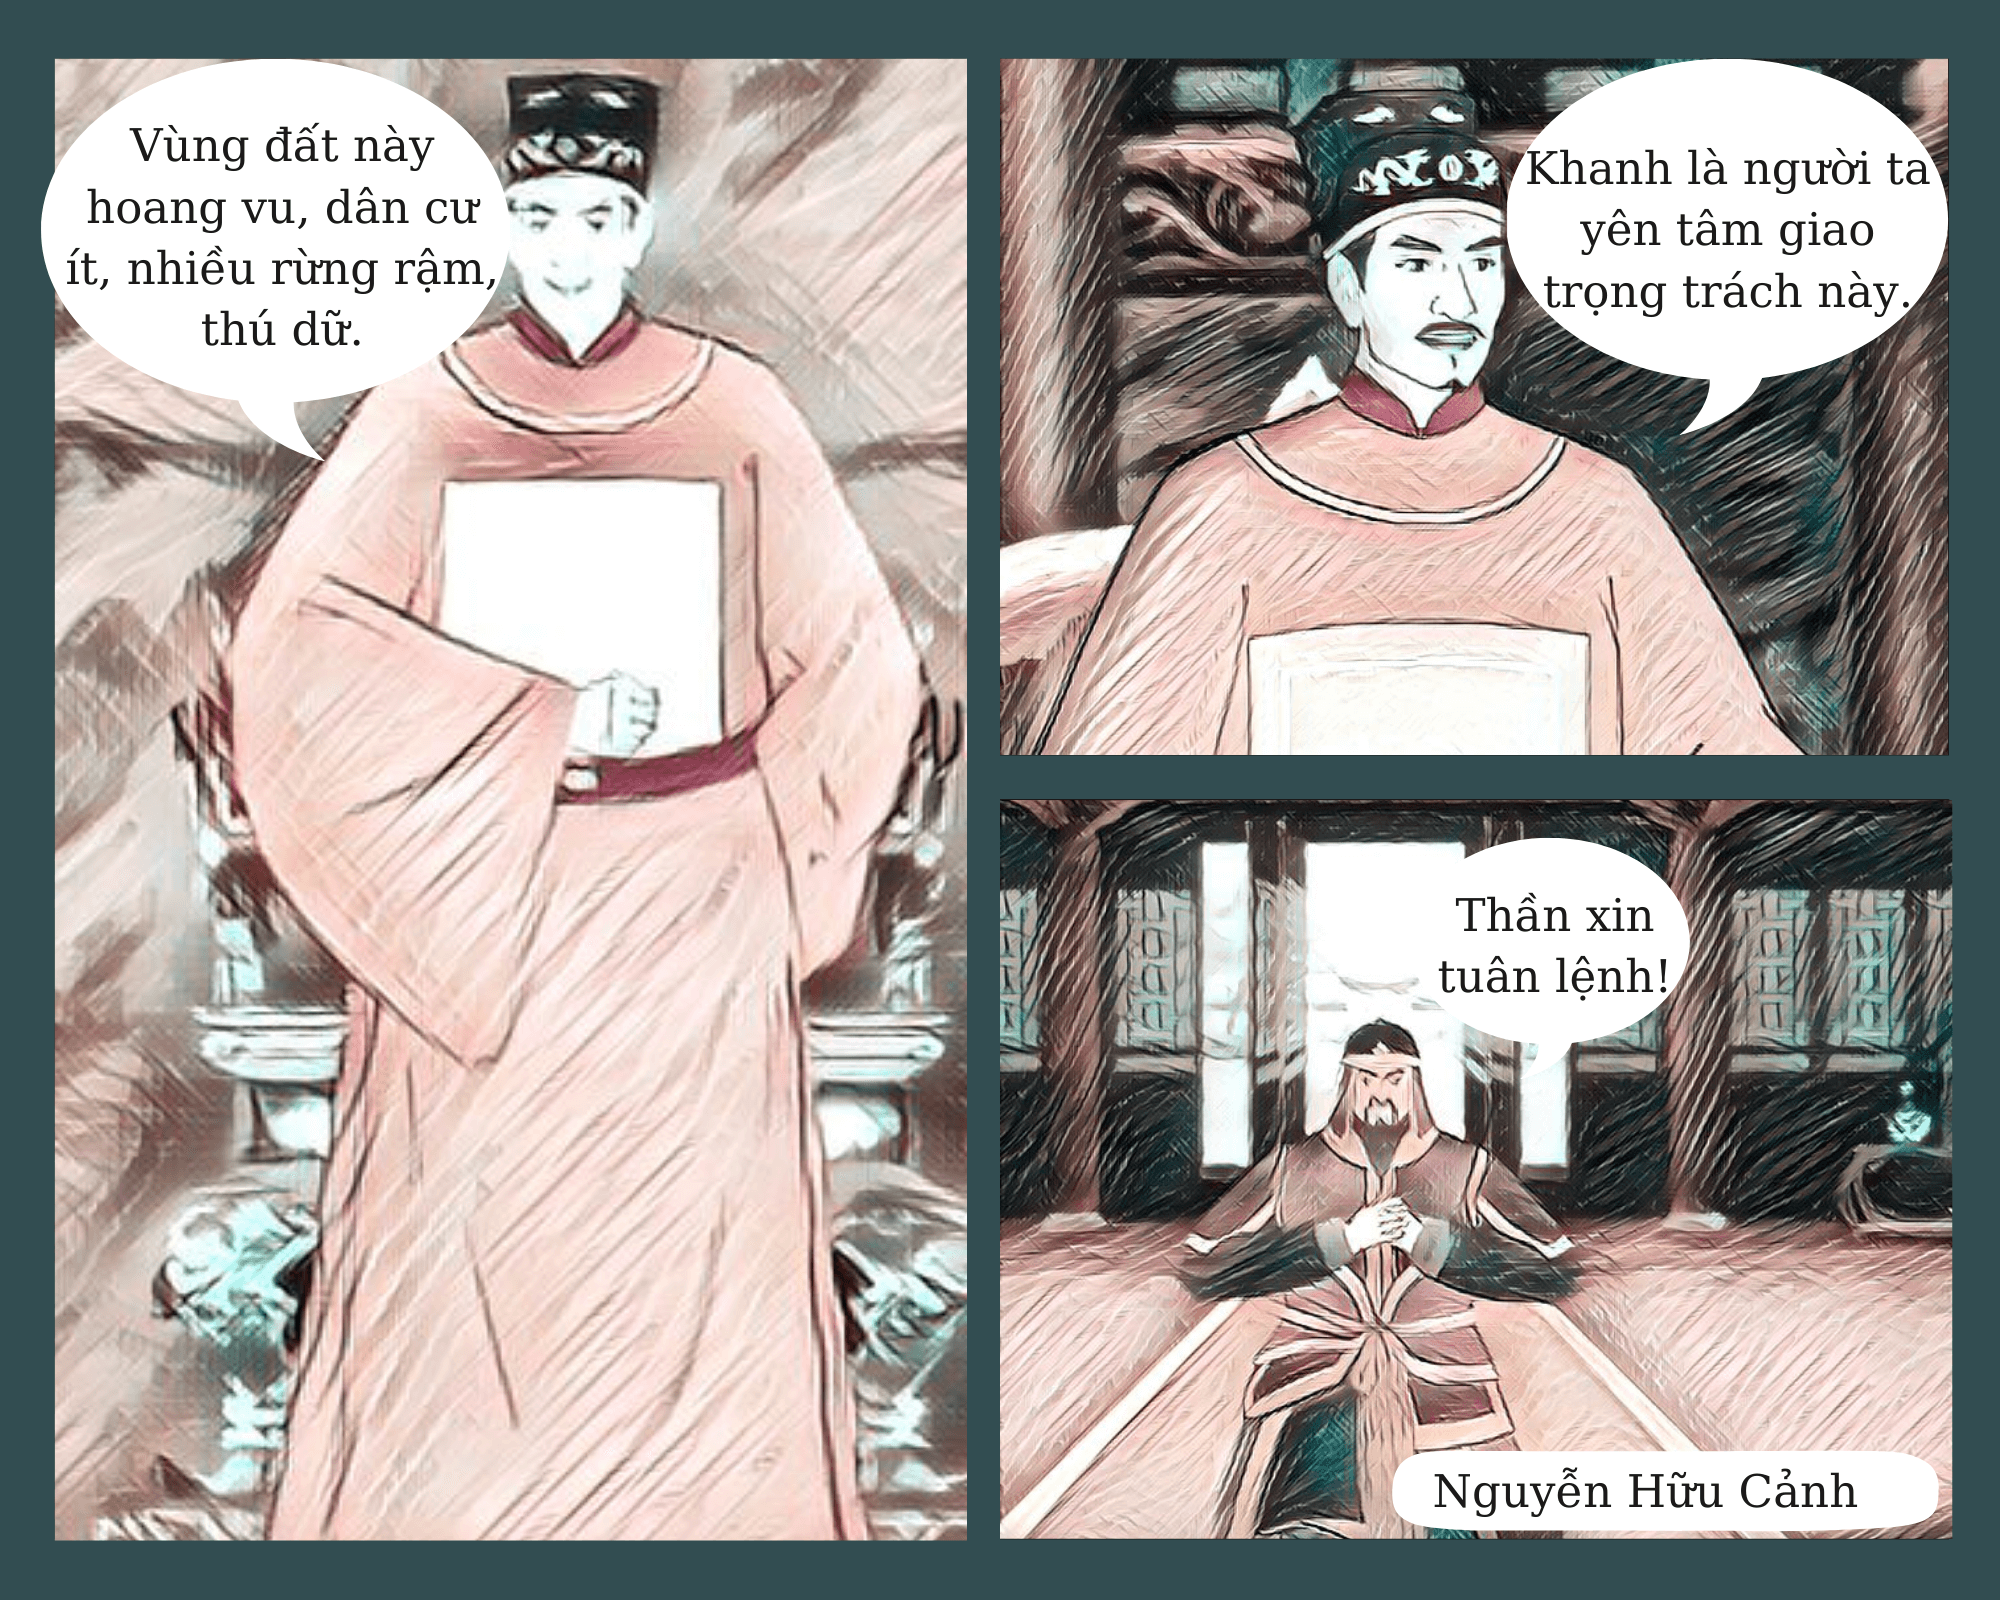 Vùng đất này
hoang vu, dân cư
ít, nhiều rừng rậm,
thú dữ.
Khanh là người ta
yên tâm giao
trọng trách này.
Thần xin
tuân lệnh!
Nguyễn Hữu Cảnh